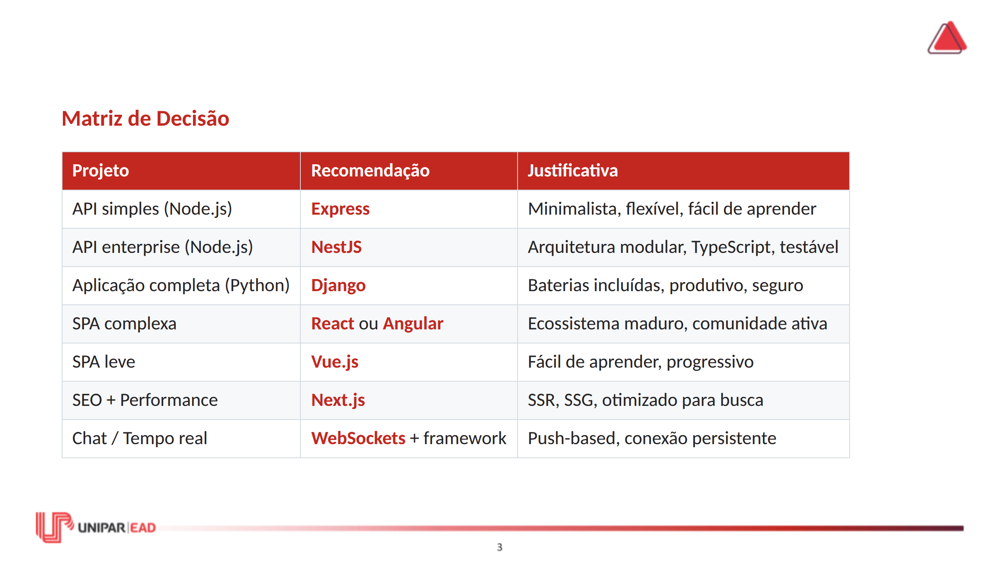 Matriz de Decisão
Projeto Recomendação Justificativa
API simples (Node.js) Express Minimalista, flexível, fácil de aprender
API enterprise (Node.js) NestJS Arquitetura modular, TypeScript, testável
Aplicação completa (Python) Django Baterias incluídas, produtivo, seguro
SPA complexa React ou Angular Ecossistema maduro, comunidade ativa
SPA leve Vue.js Fácil de aprender, progressivo
SEO + Performance Next.js SSR, SSG, otimizado para busca
Chat / Tempo real WebSockets + framework Push-based, conexão persistente
UNIPAR|EAD
3